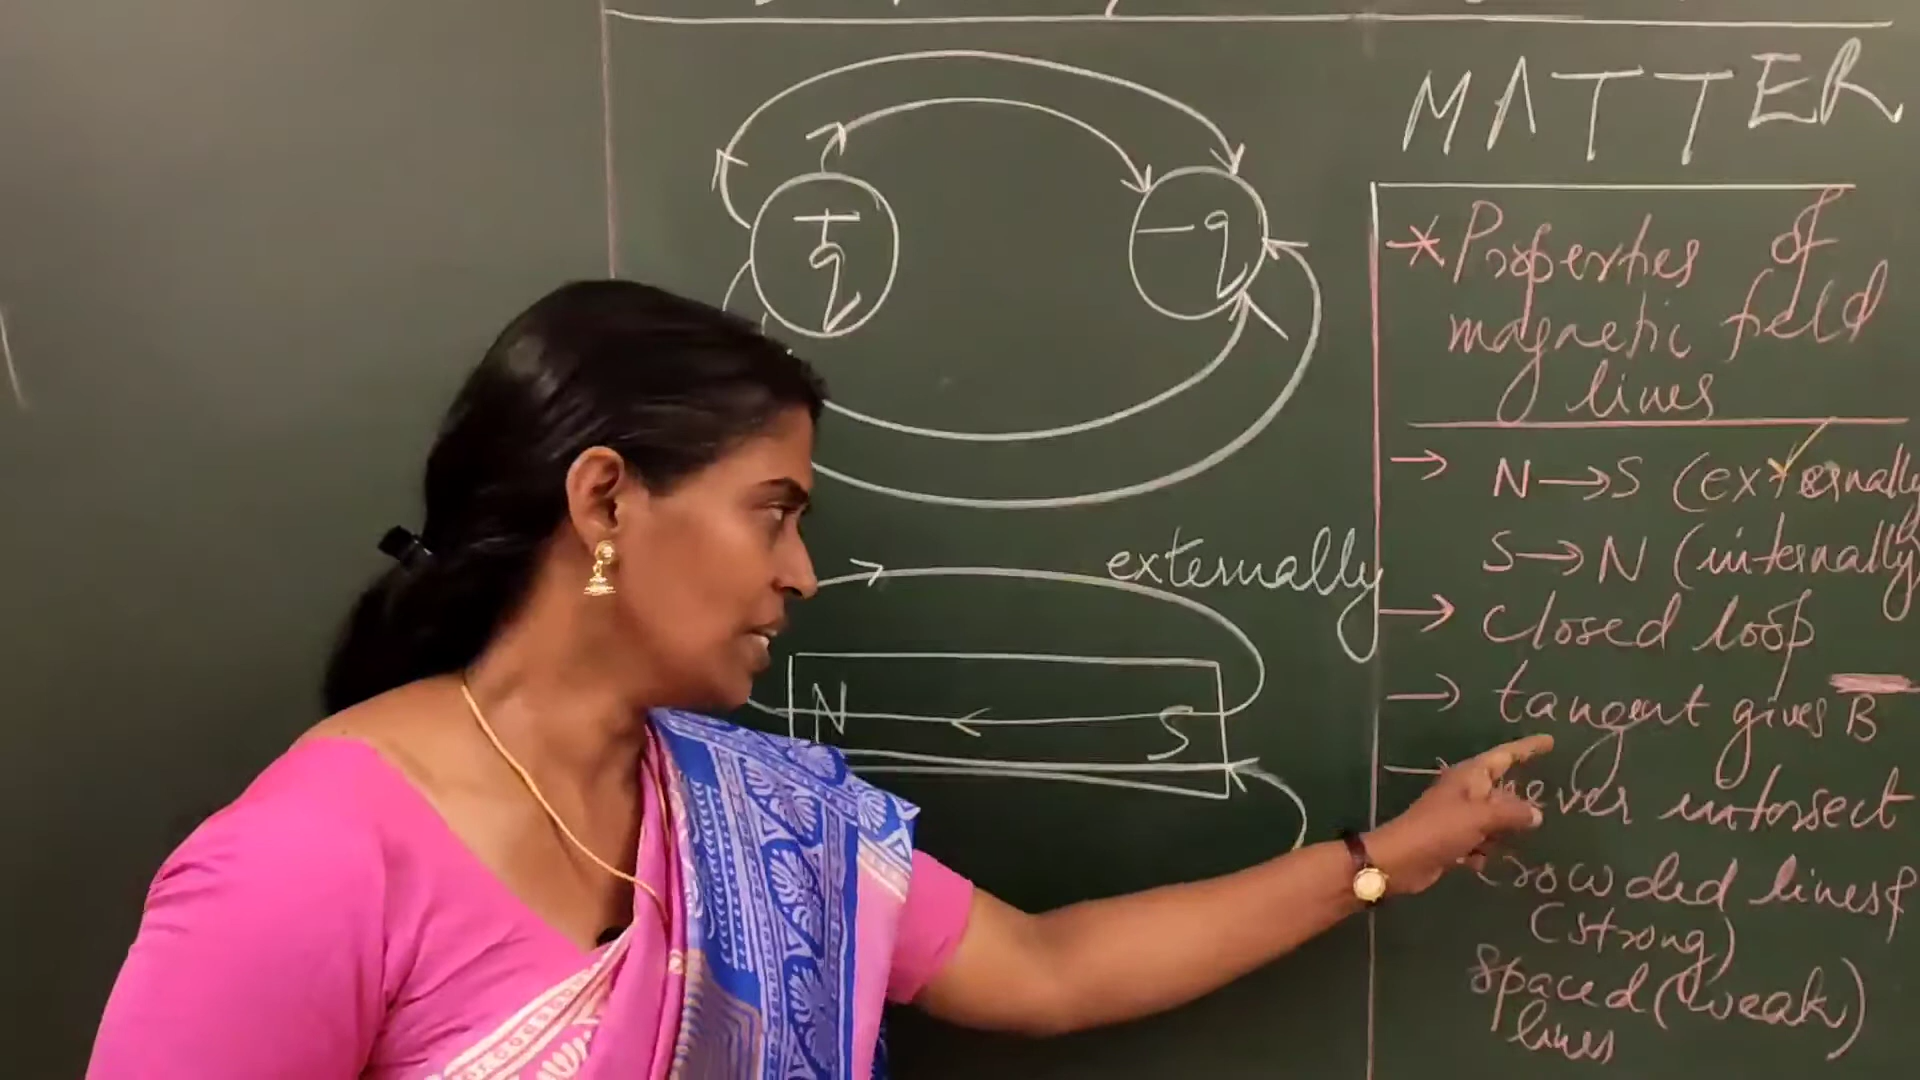 MATTER
+
q
-q
* Properties of
magnetic field
lines
→ N→S (externally
S→N (internally
→ closed loop
→ tangent gives B
→ never intersect
crowded lines &
(strong)
spaced (weak)
lines
externally
N
S